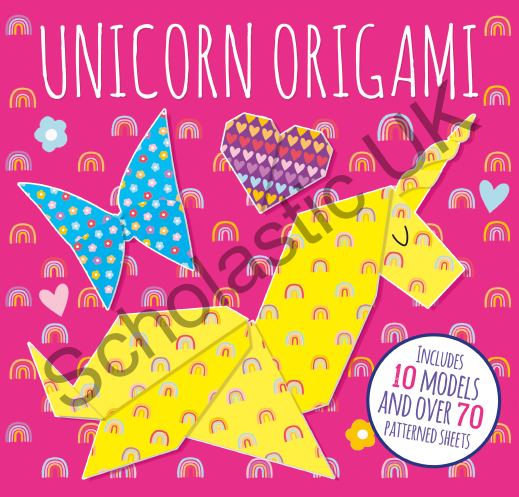 UNICORN ORIGAMI
Scholastic UK
INCLUDES
10 MODELS
AND OVER 70
PATTERNED SHEETS